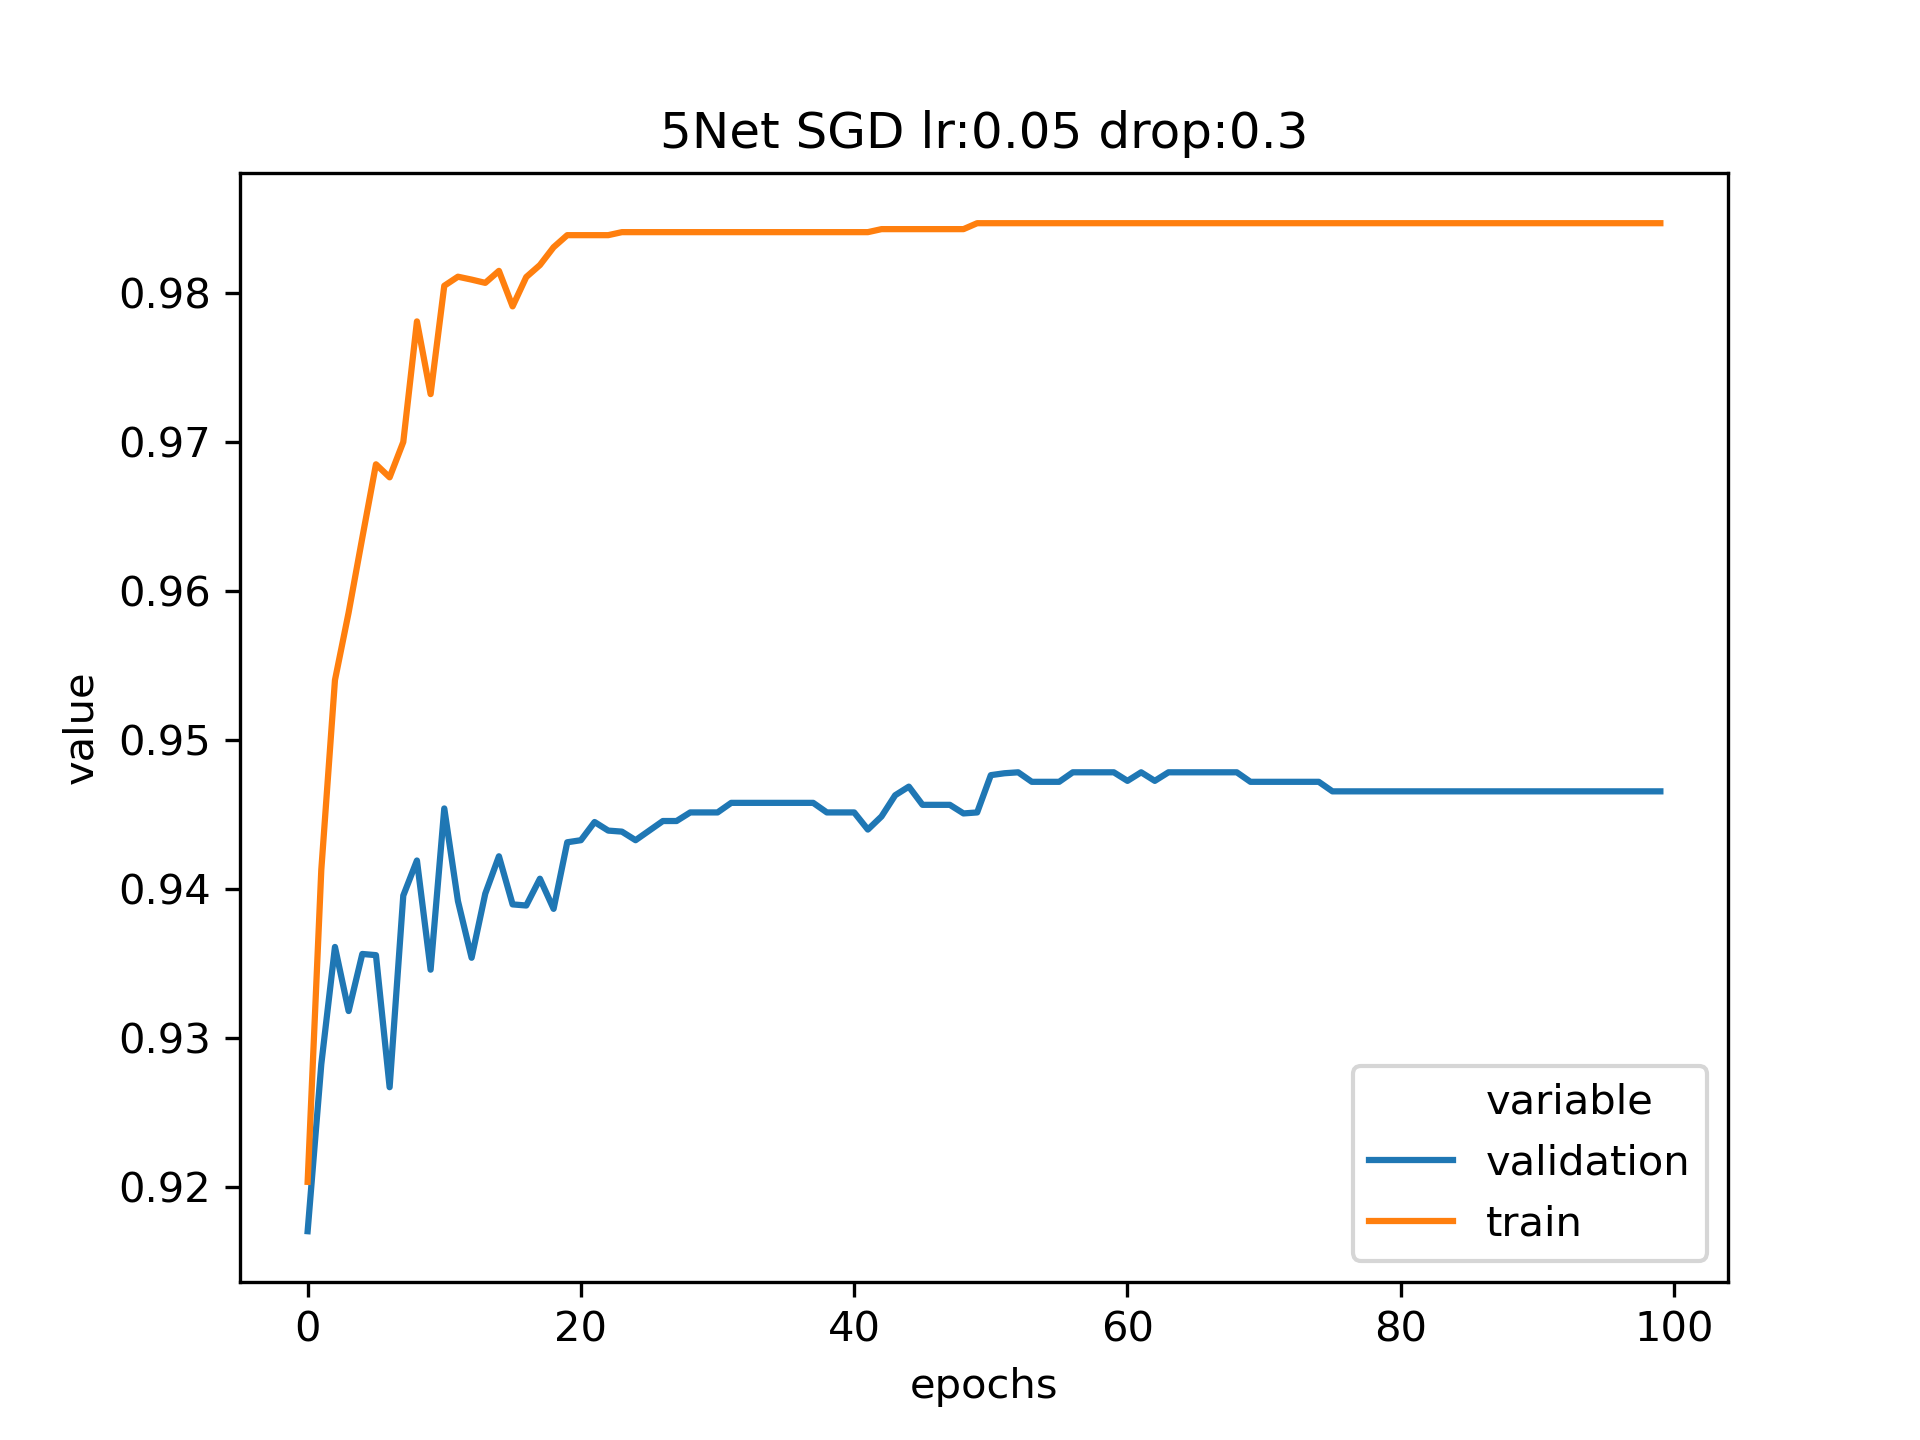 5Net SGD lr:0.05 drop:0.3
0.98
0.97
0.96
0.95
0.94
0.93
0.92
value
variable
validation
train
0 20 40 60 80 100
epochs